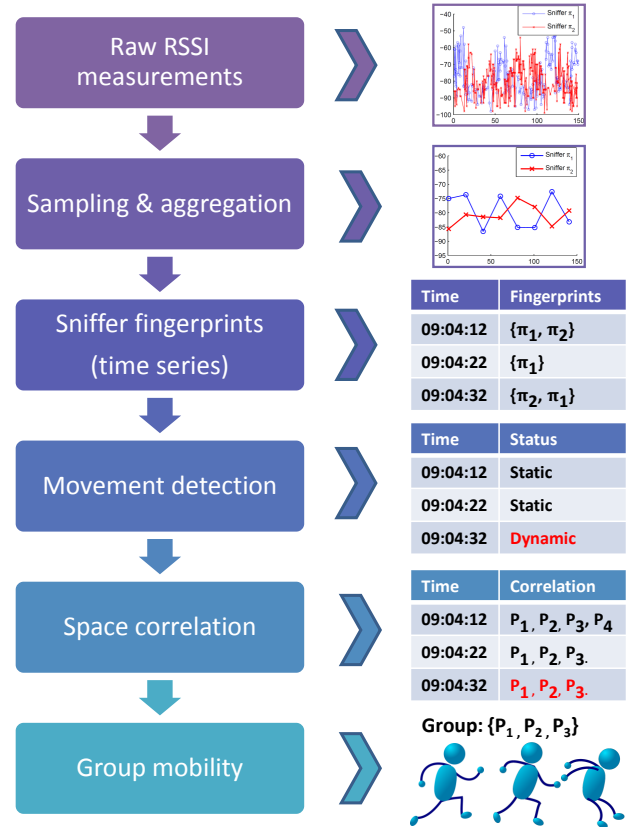 Raw RSSI
measurements
Sniffer π1
Sniffer π2
-40
-50
-60
-70
-80
-90
-100
0 50 100 150
Sampling & aggregation
Sniffer π1
Sniffer π2
-60
-65
-70
-75
-80
-85
-90
-95
0 50 100 150
Sniffer fingerprints
(time series)
Time Fingerprints
09:04:12 {π1, π2}
09:04:22 {π1}
09:04:32 {π2, π1}
Movement detection
Time Status
09:04:12 Static
09:04:22 Static
09:04:32 Dynamic
Space correlation
Time Correlation
09:04:12 P1, P2, P3, P4
09:04:22 P1, P2, P3.
09:04:32 P1, P2, P3.
Group mobility
Group: {P1, P2, P3}